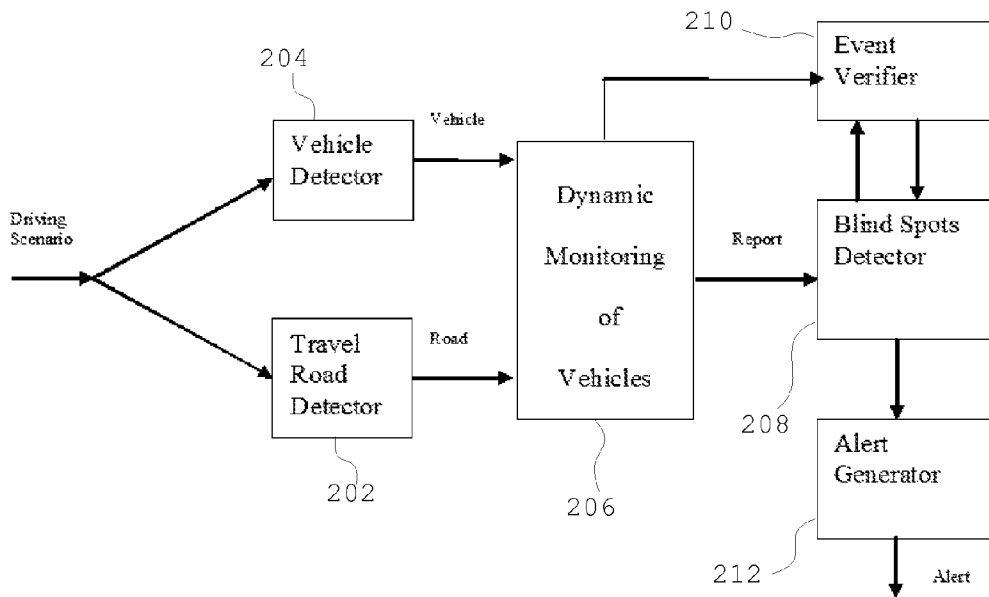 210
Event
Verifier
204
Vehicle
Detector
Vehicle
Dynamic
Monitoring
of
Vehicles
Driving
Scenario
Blind Spots
Detector
Report
Travel
Road
Detector
Road
208
Alert
Generator
202
206
212
Alert